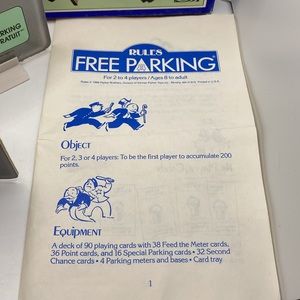 PARKING
GRATUIT
RULES
FREE PARKING
For 2 to 4 players / Ages 8 to adult
OBJECT
For 2, 3 or 4 players: To be the first player to accumulate 200
points.
EQUIPMENT
A deck of 90 playing cards with 38 Feed the Meter cards,
36 Point cards, and 16 Special Parking cards • 32 Second
Chance cards • 4 Parking meters and bases • Card tray
1